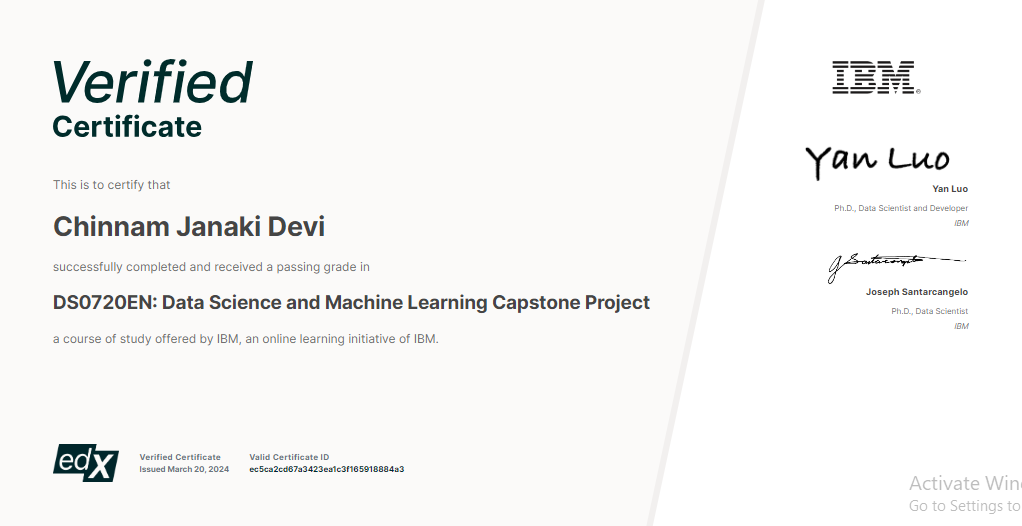 Verified
Certificate
This is to certify that
Chinnam Janaki Devi
successfully completed and received a passing grade in
DS0720EN: Data Science and Machine Learning Capstone Project
a course of study offered by IBM, an online learning initiative of IBM.
edX
Verified Certificate
Issued March 20, 2024
Valid Certificate ID
ec5ca2cd67a3423ea1c3f165918884a3
IBM®
Yan Luo
Yan Luo
Ph.D., Data Scientist and Developer
IBM
J Santarcangelo
Joseph Santarcangelo
Ph.D., Data Scientist
IBM
Activate Win
Go to Settings to